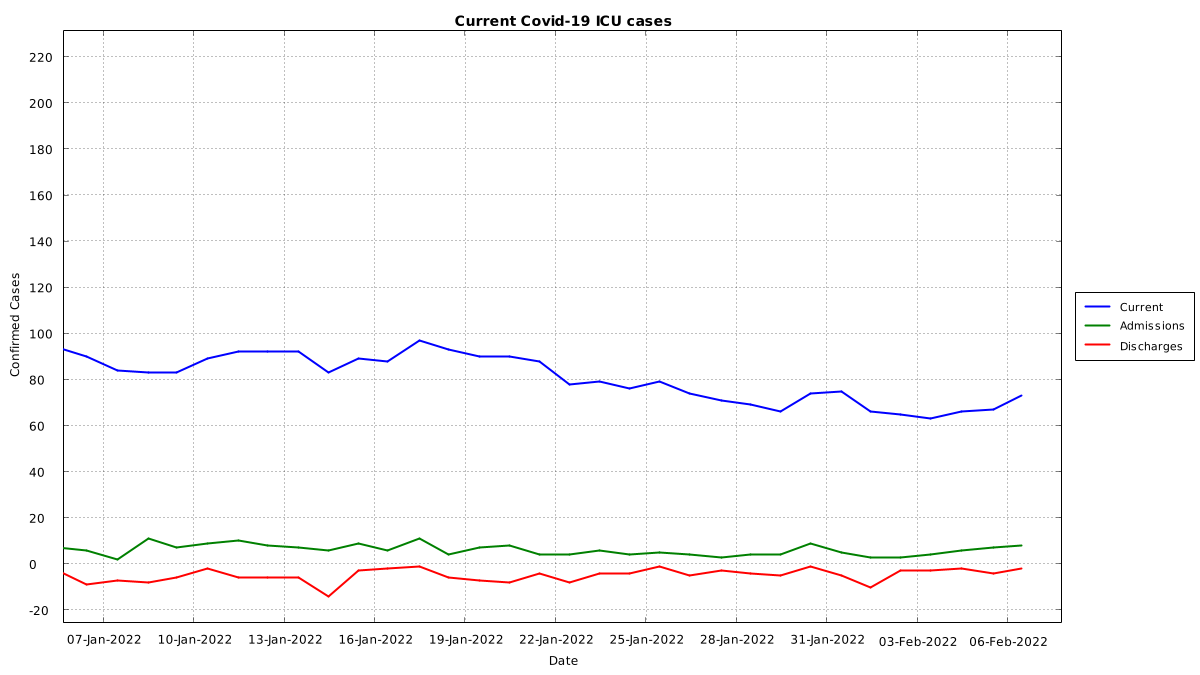 Current Covid-19 ICU cases
220
200
180
160
140
120
100
80
60
40
20
0
-20
Confirmed Cases
07-Jan-2022 10-Jan-2022 13-Jan-2022 16-Jan-2022 19-Jan-2022 22-Jan-2022 25-Jan-2022 28-Jan-2022 31-Jan-2022 03-Feb-2022 06-Feb-2022
Date
Current
Admissions
Discharges